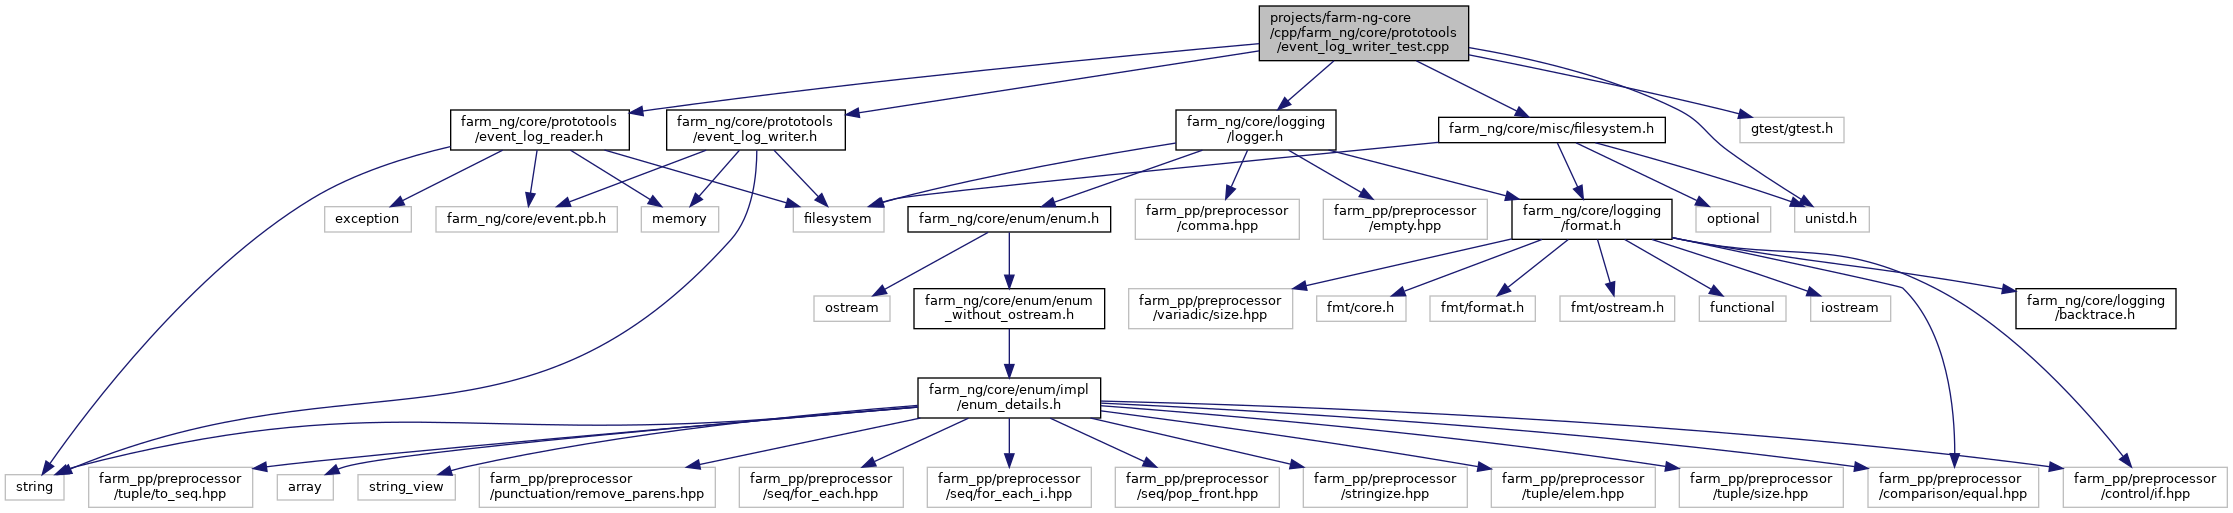 projects/farm-ng-core
/cpp/farm_ng/core/prototools
/event_log_writer_test.cpp
farm_ng/core/prototools
/event_log_reader.h
farm_ng/core/prototools
/event_log_writer.h
farm_ng/core/logging
/logger.h
farm_ng/core/misc/filesystem.h
gtest/gtest.h
exception
farm_ng/core/event.pb.h
memory
filesystem
farm_ng/core/enum/enum.h
farm_pp/preprocessor
/comma.hpp
farm_pp/preprocessor
/empty.hpp
farm_ng/core/logging
/format.h
optional
unistd.h
ostream
farm_ng/core/enum/enum
_without_ostream.h
farm_pp/preprocessor
/variadic/size.hpp
fmt/core.h
fmt/format.h
fmt/ostream.h
functional
iostream
farm_ng/core/logging
/backtrace.h
farm_ng/core/enum/impl
/enum_details.h
string
farm_pp/preprocessor
/tuple/to_seq.hpp
array
string_view
farm_pp/preprocessor
/punctuation/remove_parens.hpp
farm_pp/preprocessor
/seq/for_each.hpp
farm_pp/preprocessor
/seq/for_each_i.hpp
farm_pp/preprocessor
/seq/pop_front.hpp
farm_pp/preprocessor
/stringize.hpp
farm_pp/preprocessor
/tuple/elem.hpp
farm_pp/preprocessor
/tuple/size.hpp
farm_pp/preprocessor
/comparison/equal.hpp
farm_pp/preprocessor
/control/if.hpp